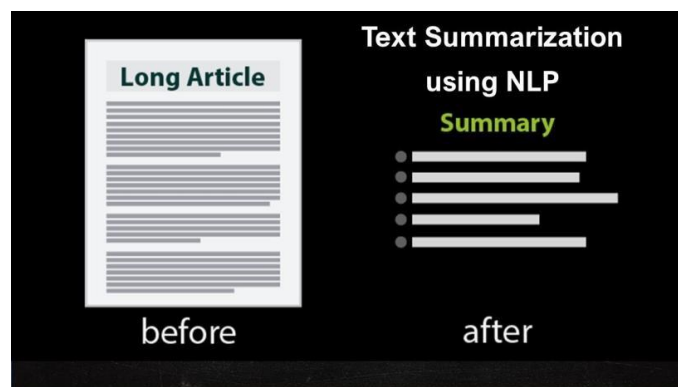 Text Summarization
using NLP
Long Article
Summary
before
after